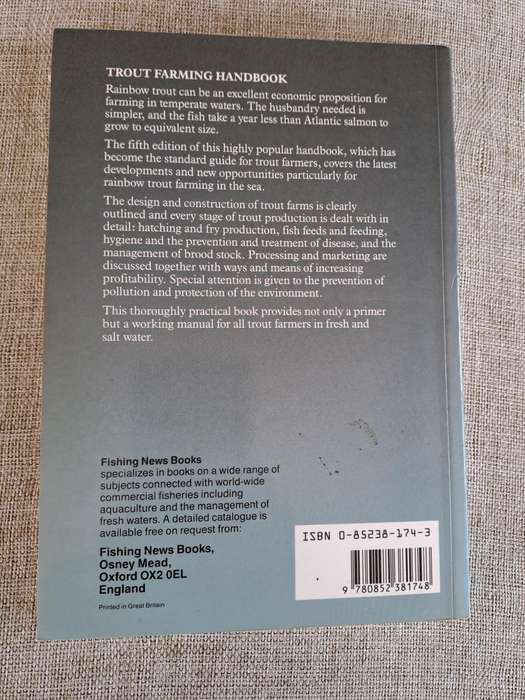 TROUT FARMING HANDBOOK
Rainbow trout can be an excellent economic proposition for
farming in temperate waters. The husbandry needed is
simpler, and the fish take a year less than Atlantic salmon to
grow to equivalent size.
The fifth edition of this highly popular handbook, which has
become the standard guide for trout farmers, covers the latest
developments and new opportunities particularly for
rainbow trout farming in the sea.
The design and construction of trout farms is clearly
outlined and every stage of trout production is dealt with in
detail: hatching and fry production, fish feeds and feeding,
hygiene and the prevention and treatment of disease, and the
management of brood stock. Processing and marketing are
discussed together with ways and means of increasing
profitability. Special attention is given to the prevention of
pollution and protection of the environment.
This thoroughly practical book provides not only a primer
but a working manual for all trout farmers in fresh and
salt water.
Fishing News Books
specializes in books on a wide range of
subjects connected with world-wide
commercial fisheries including
aquaculture and the management of
fresh waters. A detailed catalogue is
available free on request from:
Fishing News Books,
Osney Mead,
Oxford OX2 0EL
England
Printed in Great Britain
ISBN 0-85238-174-3
9 780852 381748